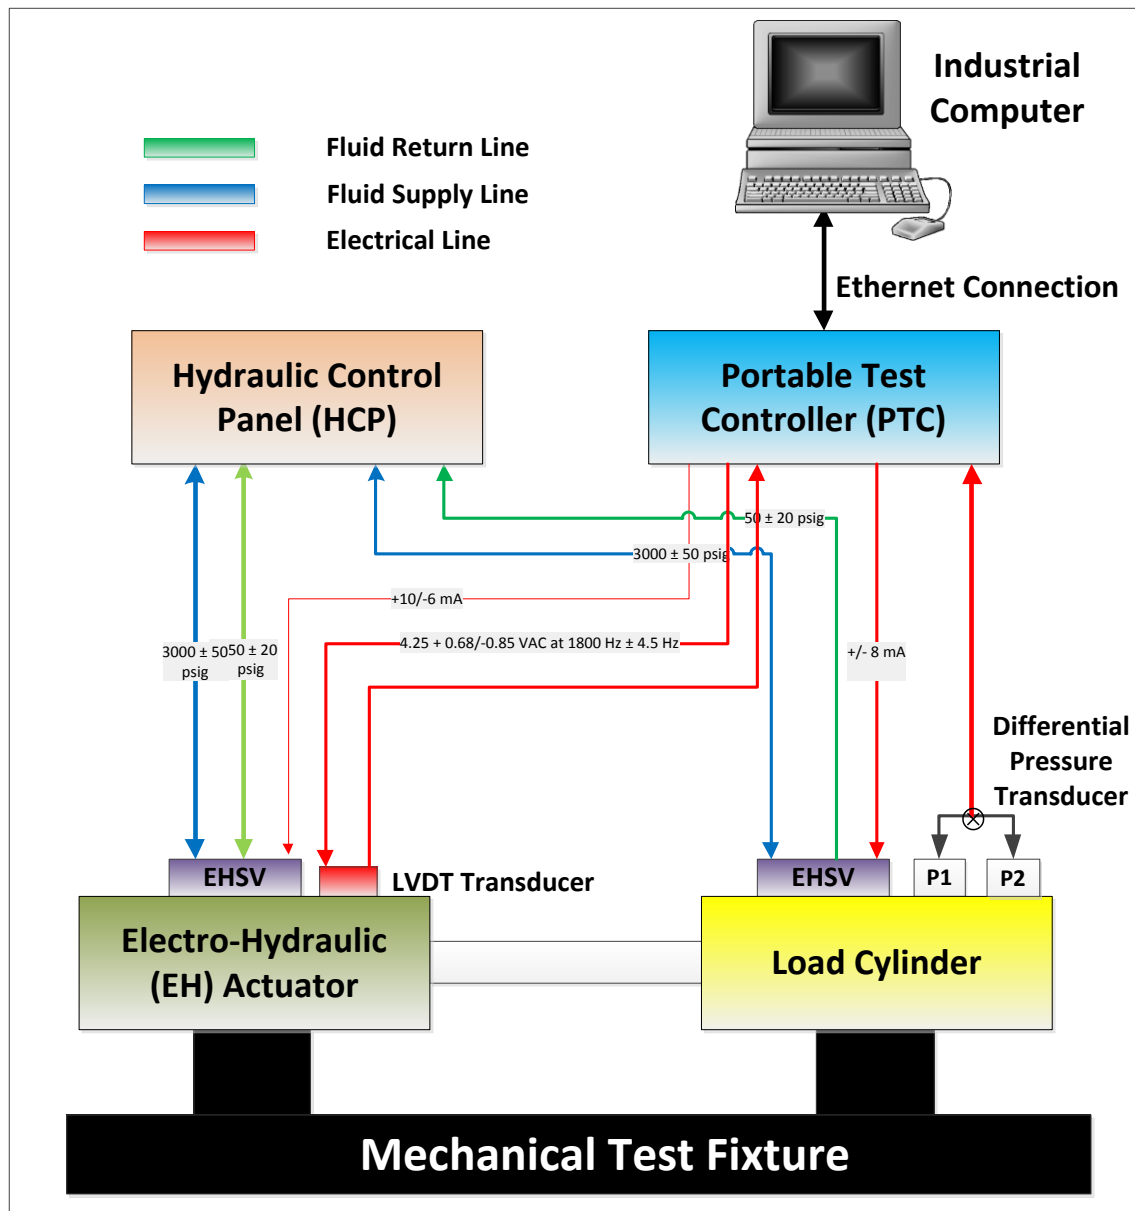 Industrial
Computer
Fluid Return Line
Fluid Supply Line
Electrical Line
Ethernet Connection
Hydraulic Control
Panel (HCP)
Portable Test
Controller (PTC)
50 ± 20 psig
3000 ± 50 psig
+10/-6 mA
4.25 + 0.68/-0.85 VAC at 1800 Hz ± 4.5 Hz
+/- 8 mA
3000 ± 50
psig
50 ± 20
psig
Differential
Pressure
Transducer
EHSV
LVDT Transducer
EHSV
P1
P2
Electro-Hydraulic
(EH) Actuator
Load Cylinder
Mechanical Test Fixture